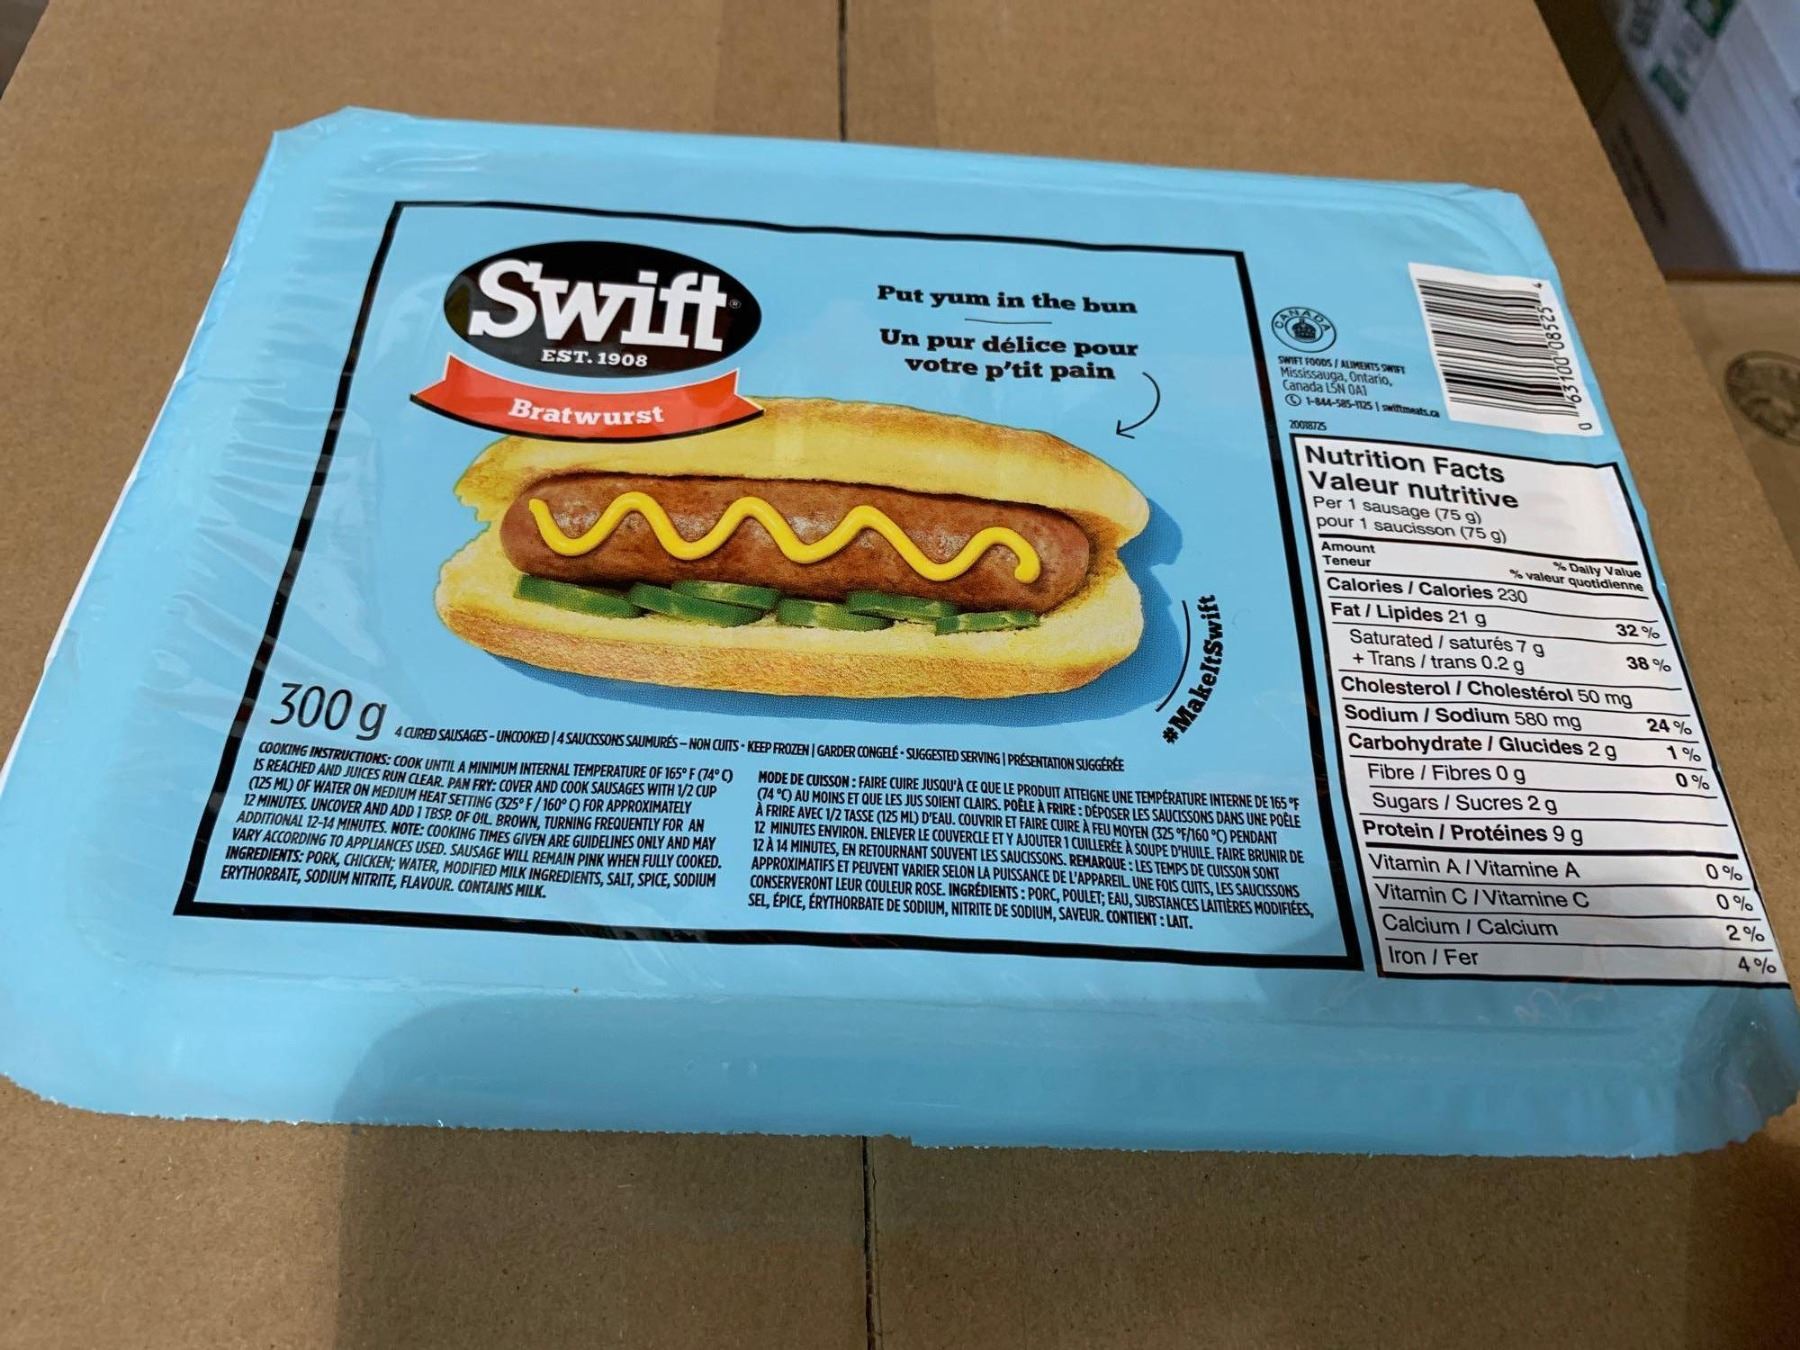 Swift®
EST. 1908
Bratwurst
Put yum in the bun
Un pur délice pour
votre p'tit pain
#MakeItSwift
300 g
4 CURED SAUSAGES - UNCOOKED | 4 SAUCISSONS SAUMURÉS - NON CUITS • KEEP FROZEN | GARDER CONGELÉ • SUGGESTED SERVING | PRÉSENTATION SUGGÉRÉE
COOKING INSTRUCTIONS: COOK UNTIL A MINIMUM INTERNAL TEMPERATURE OF 165° F (74° C)
IS REACHED AND JUICES RUN CLEAR. PAN FRY: COVER AND COOK SAUSAGES WITH 1/2 CUP
(125 ML) OF WATER ON MEDIUM HEAT SETTING (325° F / 160° C) FOR APPROXIMATELY
12 MINUTES. UNCOVER AND ADD 1 TBSP. OF OIL. BROWN, TURNING FREQUENTLY FOR AN
ADDITIONAL 12-14 MINUTES. NOTE: COOKING TIMES GIVEN ARE GUIDELINES ONLY AND MAY
VARY ACCORDING TO APPLIANCES USED. SAUSAGE WILL REMAIN PINK WHEN FULLY COOKED.
INGREDIENTS: PORK, CHICKEN; WATER, MODIFIED MILK INGREDIENTS, SALT, SPICE, SODIUM
ERYTHORBATE, SODIUM NITRITE, FLAVOUR. CONTAINS MILK.
MODE DE CUISSON : FAIRE CUIRE JUSQU'À CE QUE LE PRODUIT ATTEIGNE UNE TEMPÉRATURE INTERNE DE 165 °F
(74 °C) AU MOINS ET QUE LES JUS SOIENT CLAIRS. POÊLE À FRIRE : DÉPOSER LES SAUCISSONS DANS UNE POÊLE
À FRIRE AVEC 1/2 TASSE (125 ML) D'EAU. COUVRIR ET FAIRE CUIRE À FEU MOYEN (325 °F/160 °C) PENDANT
12 MINUTES ENVIRON. ENLEVER LE COUVERCLE ET Y AJOUTER 1 CUILLERÉE À SOUPE D'HUILE. FAIRE BRUNIR DE
12 À 14 MINUTES, EN RETOURNANT SOUVENT LES SAUCISSONS. REMARQUE : LES TEMPS DE CUISSON SONT
APPROXIMATIFS ET PEUVENT VARIER SELON LA PUISSANCE DE L'APPAREIL. UNE FOIS CUITS, LES SAUCISSONS
CONSERVERONT LEUR COULEUR ROSE. INGRÉDIENTS : PORC, POULET; EAU, SUBSTANCES LAITIÈRES MODIFIÉES,
SEL, ÉPICE, ÉRYTHORBATE DE SODIUM, NITRITE DE SODIUM, SAVEUR. CONTIENT : LAIT.
CANADA
SWIFT FOODS / ALIMENTS SWIFT
Mississauga, Ontario,
Canada L5N 0A1
1-844-585-1125 | swiftmeats.ca
20018725
0 63100 08525 4
Nutrition Facts
Valeur nutritive
Per 1 sausage (75 g)
pour 1 saucisson (75 g)
Amount % Daily Value
Teneur % valeur quotidienne
Calories / Calories 230
Fat / Lipides 21 g 32 %
Saturated / saturés 7 g
+ Trans / trans 0.2 g 38 %
Cholesterol / Cholestérol 50 mg
Sodium / Sodium 580 mg 24 %
Carbohydrate / Glucides 2 g 1 %
Fibre / Fibres 0 g 0 %
Sugars / Sucres 2 g
Protein / Protéines 9 g
Vitamin A / Vitamine A 0 %
Vitamin C / Vitamine C 0 %
Calcium / Calcium 2 %
Iron / Fer 4 %